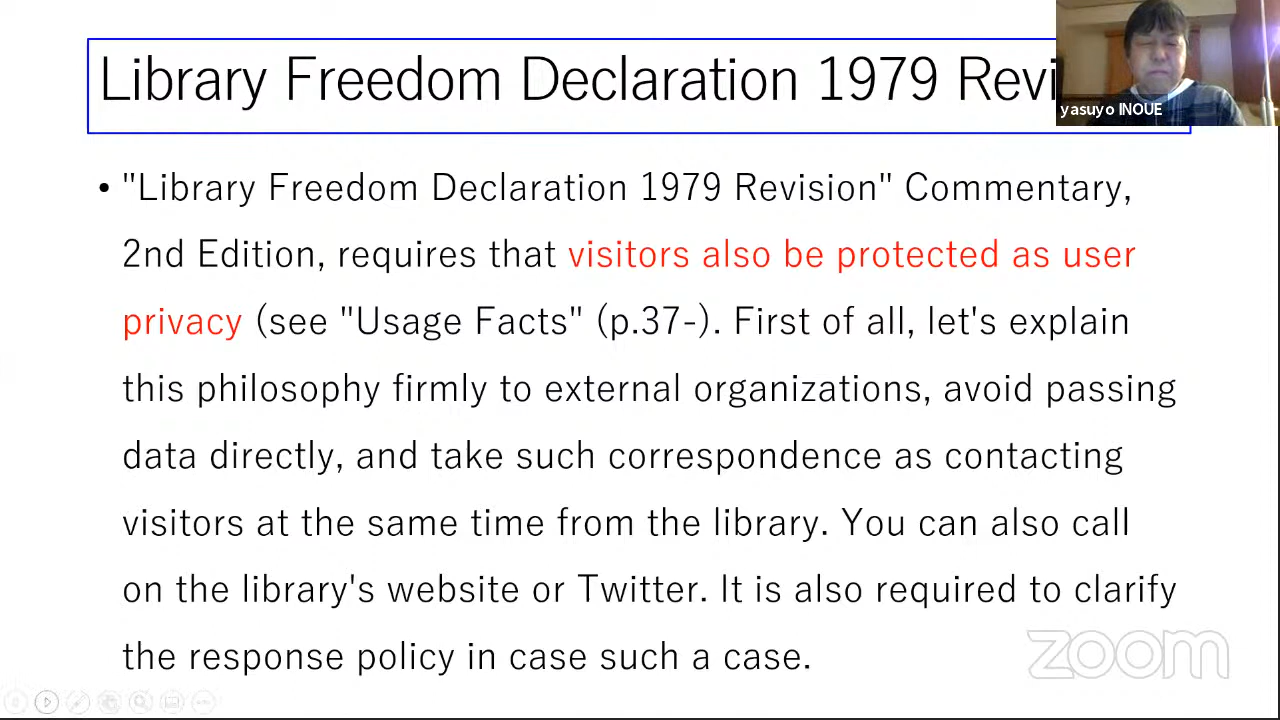 Library Freedom Declaration 1979 Revi
yasuyo INOUE
• "Library Freedom Declaration 1979 Revision" Commentary,
2nd Edition, requires that visitors also be protected as user
privacy (see "Usage Facts" (p.37-). First of all, let's explain
this philosophy firmly to external organizations, avoid passing
data directly, and take such correspondence as contacting
visitors at the same time from the library. You can also call
on the library's website or Twitter. It is also required to clarify
the response policy in case such a case.
zoom